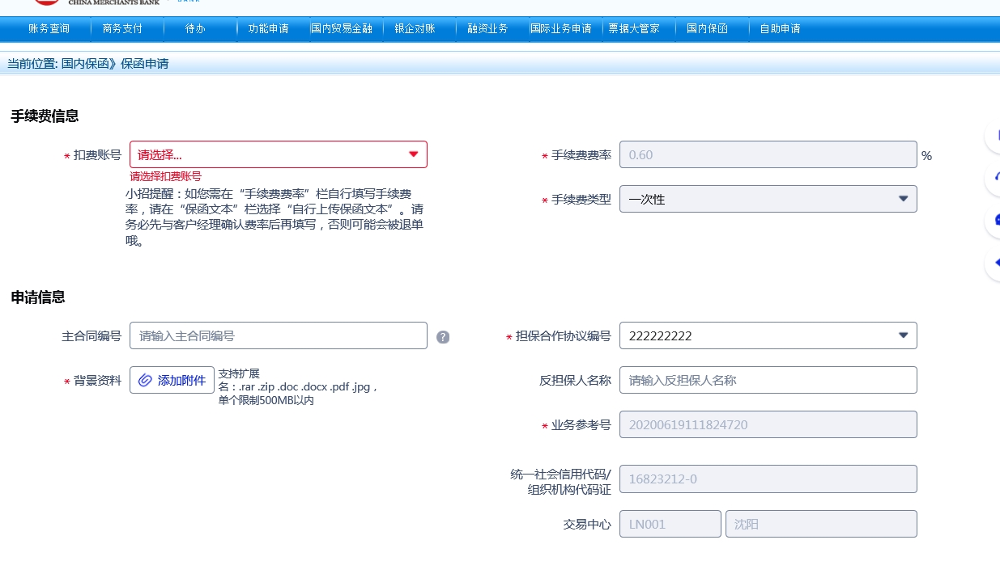 CHINA MERCHANTS BANK
BANK
账务查询 商务支付 待办 功能申请 国内贸易金融 银企对账 融资业务 国际业务申请 票据大管家 国内保函 自助申请
当前位置: 国内保函》保函申请
手续费信息
* 扣费账号 请选择...
请选择扣费账号
小招提醒：如您需在“手续费费率”栏自行填写手续费
率，请在“保函文本”栏选择“自行上传保函文本”。请
务必先与客户经理确认费率后再填写，否则可能会被退单
哦。
* 手续费费率 0.60 %
* 手续费类型 一次性
申请信息
主合同编号 请输入主合同编号 ?
* 担保合作协议编号 222222222
* 背景资料 添加附件
支持扩展
名：.rar .zip .doc .docx .pdf .jpg，
单个限制500MB以内
反担保人名称 请输入反担保人名称
* 业务参考号 20200619111824720
统一社会信用代码/
组织机构代码证 16823212-0
交易中心 LN001 沈阳